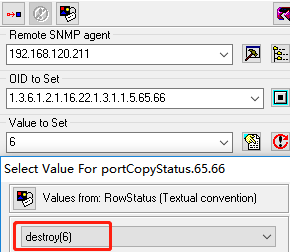 Remote SNMP agent
192.168.120.211
OID to Set
1.3.6.1.2.1.16.22.1.3.1.1.5.65.66
Value to Set
6
Select Value For portCopyStatus.65.66
Values from: RowStatus (Textual convention)
destroy(6)